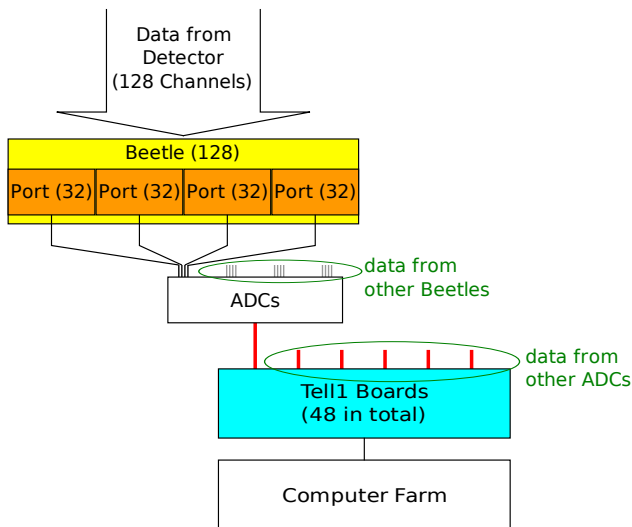 Data from
Detector
(128 Channels)
Beetle (128)
Port (32) Port (32) Port (32) Port (32)
data from
other Beetles
ADCs
data from
other ADCs
Tell1 Boards
(48 in total)
Computer Farm